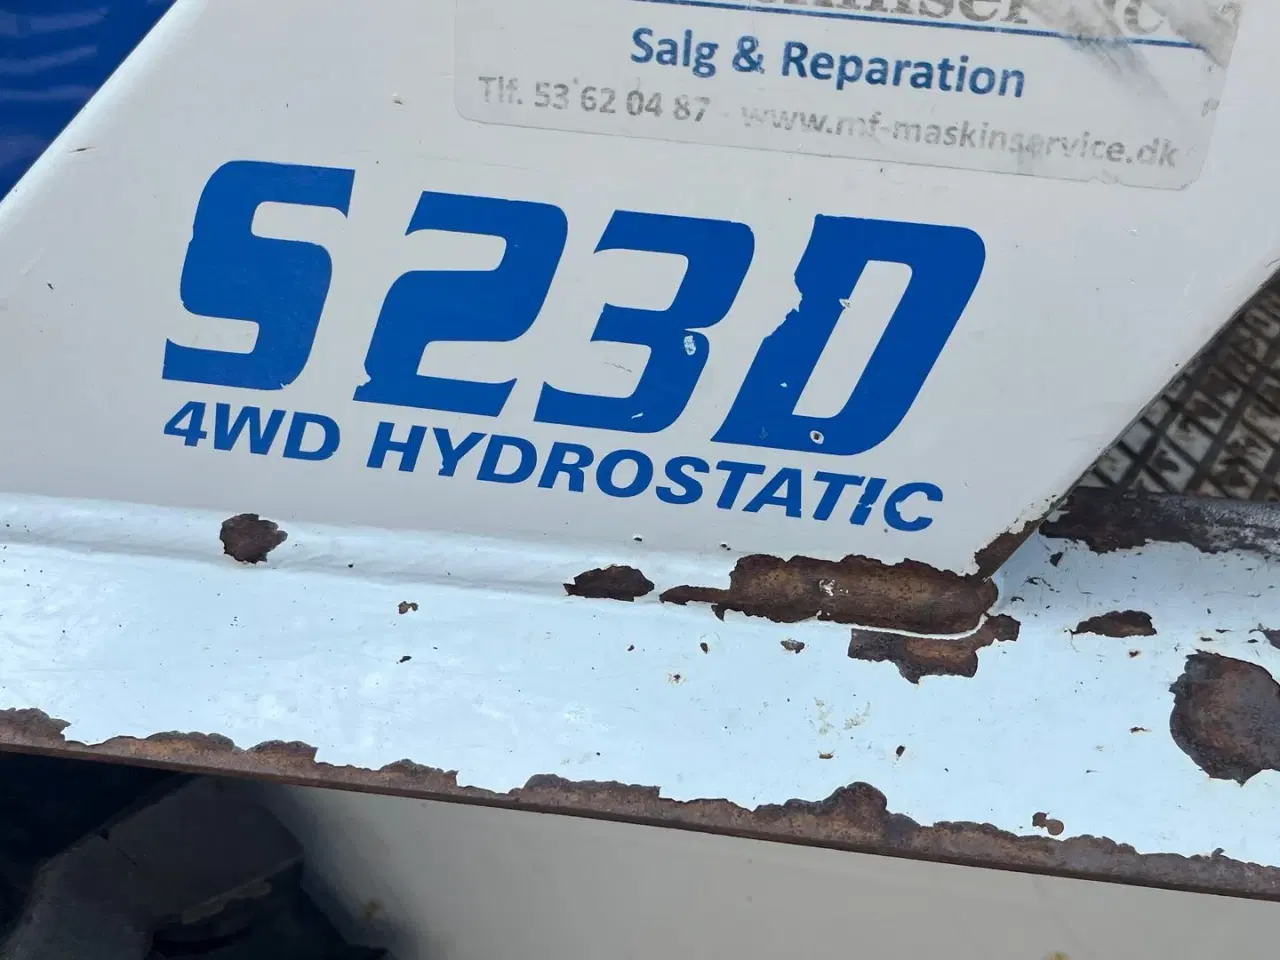 Salg & Reparation
Tlf. 53 62 04 87 - www.mf-maskinservice.dk
S23D
4WD HYDROSTATIC